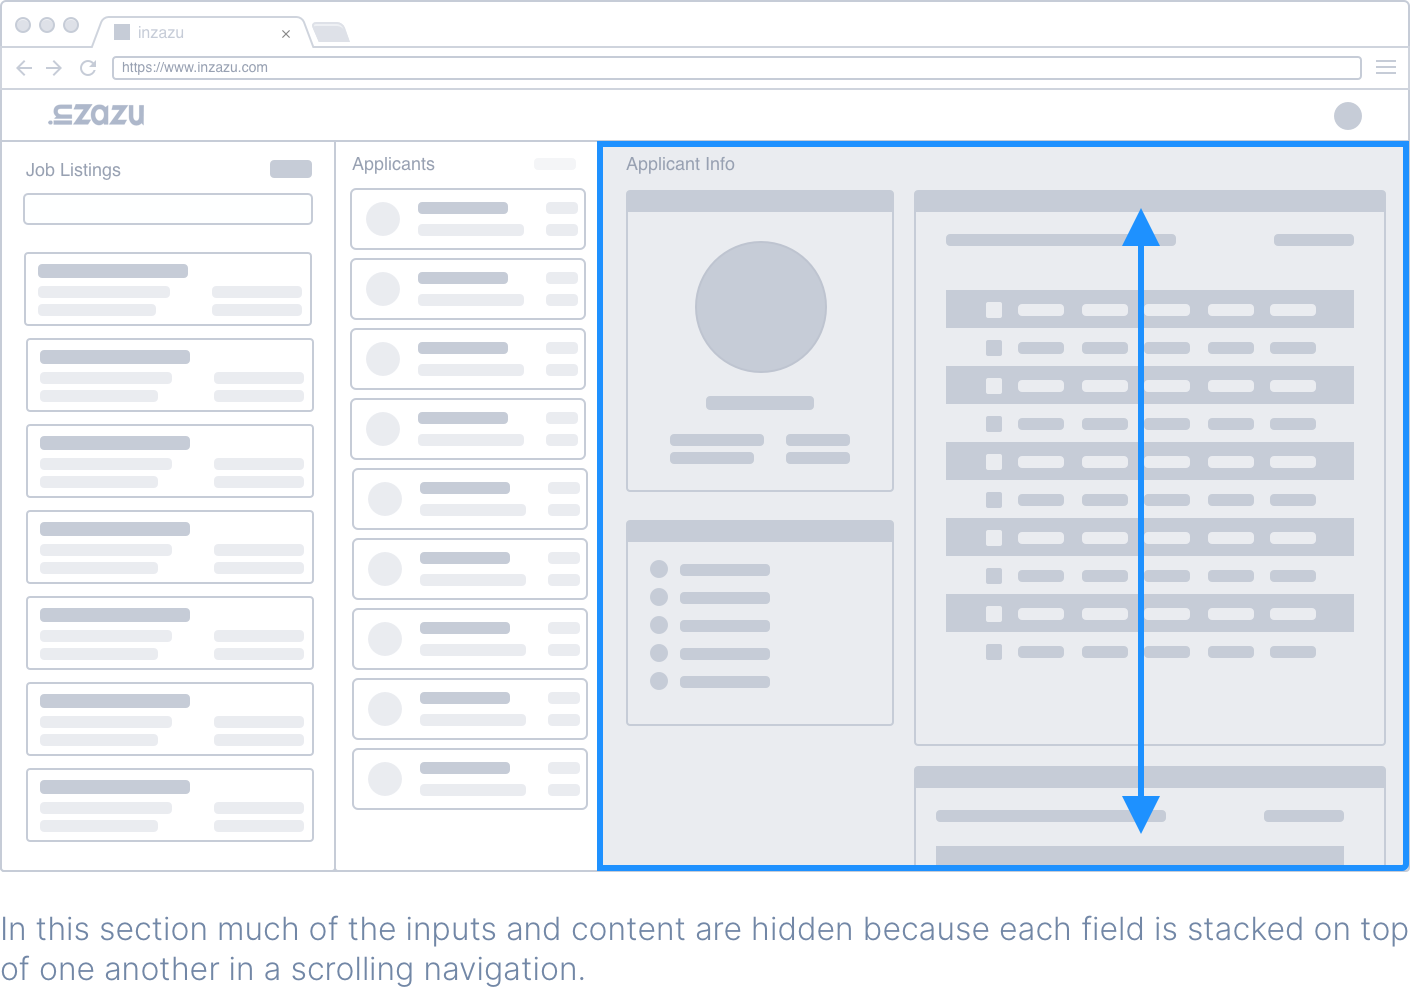 inzazu
https://www.inzazu.com
inzazu
Job Listings
Applicants
Applicant Info
In this section much of the inputs and content are hidden because each field is stacked on top
of one another in a scrolling navigation.